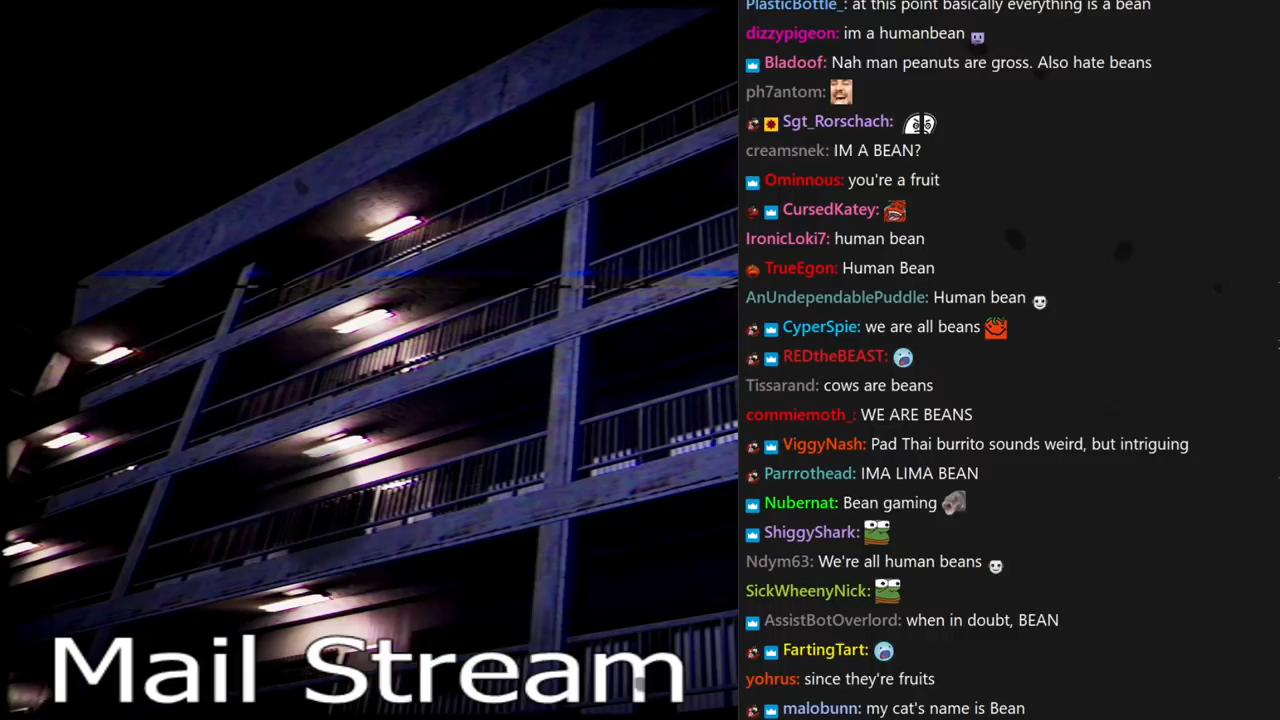 PlasticBottle_: at this point basically everything is a bean
dizzypigeon: im a humanbean
Bladoof: Nah man peanuts are gross. Also hate beans
ph7antom:
Sgt_Rorschach:
creamsnek: IM A BEAN?
Ominnous: you're a fruit
CursedKatey:
IronicLoki7: human bean
TrueEgon: Human Bean
AnUndependablePuddle: Human bean
CyperSpie: we are all beans
REDtheBEAST:
Tissarand: cows are beans
commiemoth_: WE ARE BEANS
ViggyNash: Pad Thai burrito sounds weird, but intriguing
Parrrothead: IMA LIMA BEAN
Nubernat: Bean gaming
ShiggyShark:
Ndym63: We're all human beans
SickWheenyNick:
AssistBotOverlord: when in doubt, BEAN
FartingTart:
yohrus: since they're fruits
malobunn: my cat's name is Bean
Mail Stream